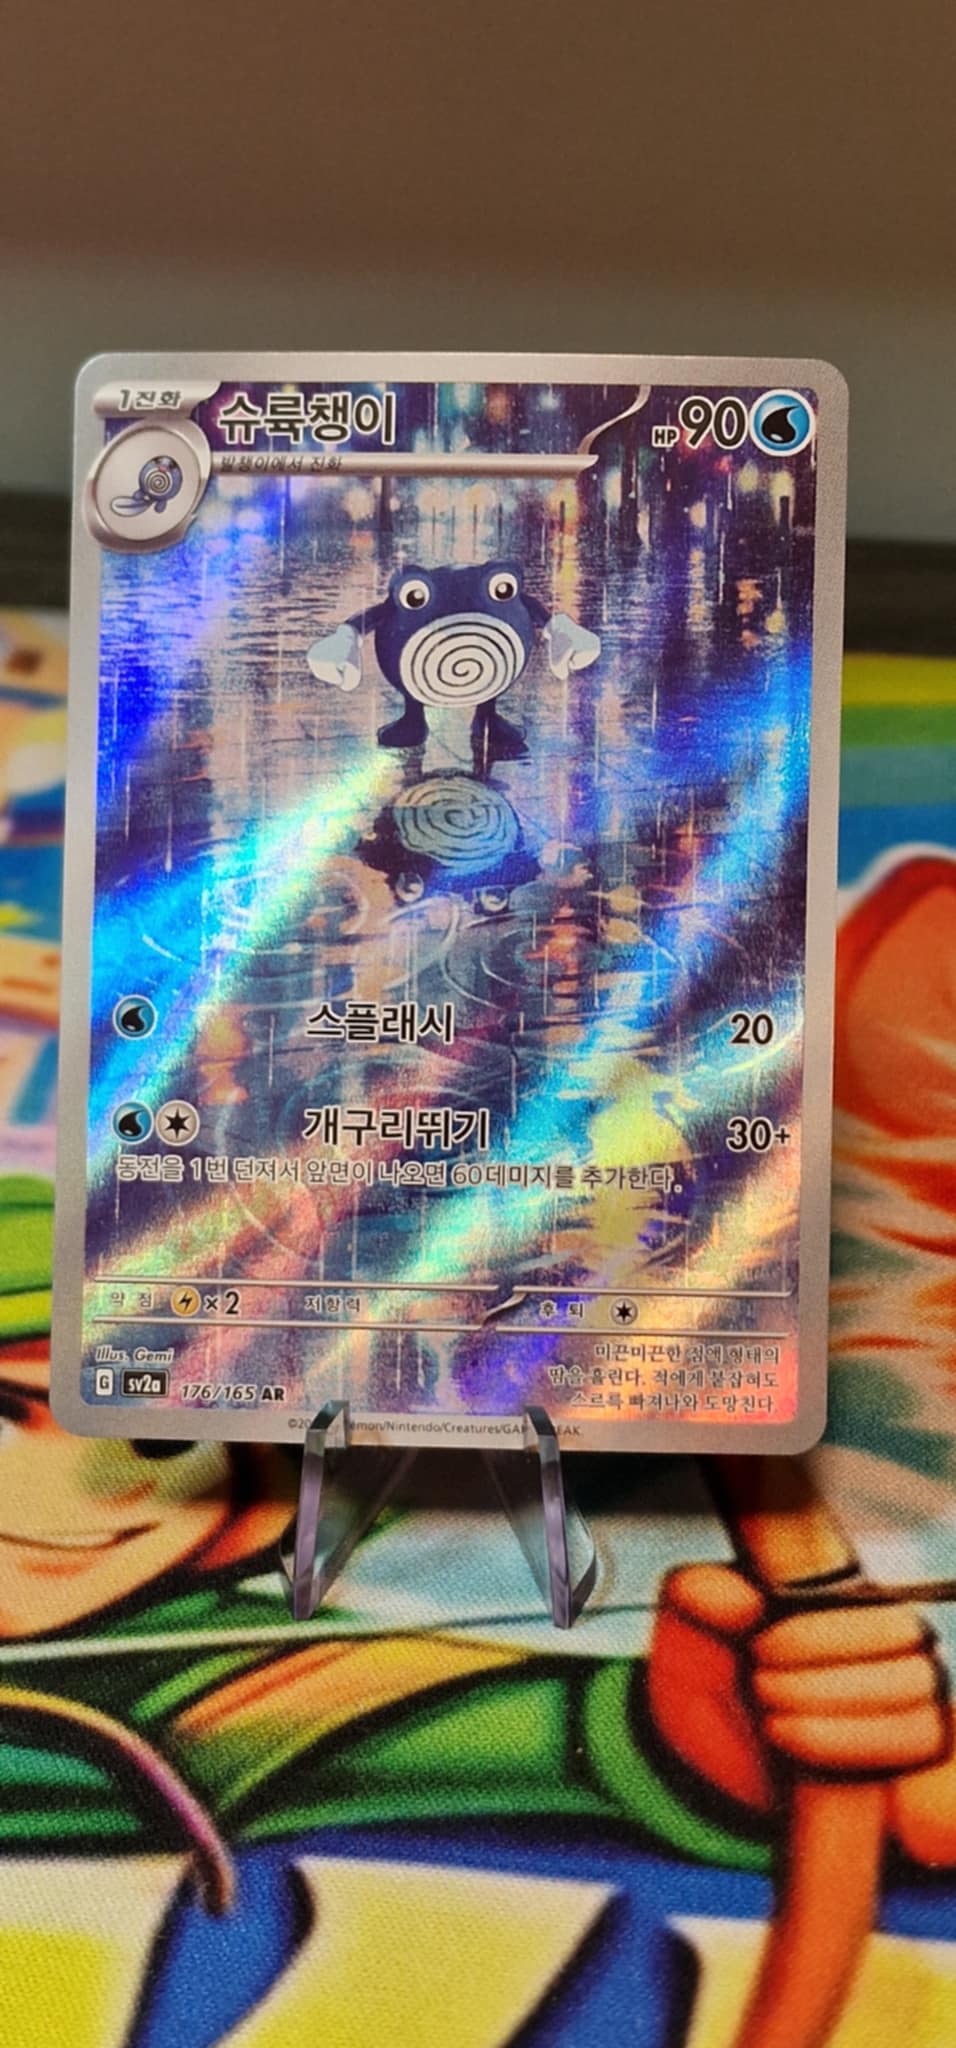 1진화 슈륙챙이 HP 90
발챙이에서 진화
스플래시 20
개구리뛰기 30+
동전을 1번 던져서 앞면이 나오면 60데미지를 추가한다.
약점 ×2 저항력 후퇴
Illus. Gemi
미끈미끈한 점액 형태의
땀을 흘린다. 적에게 붙잡혀도
스르륵 빠져나와 도망친다.
G sv2a 176/165 AR
Nintendo/Creatures/